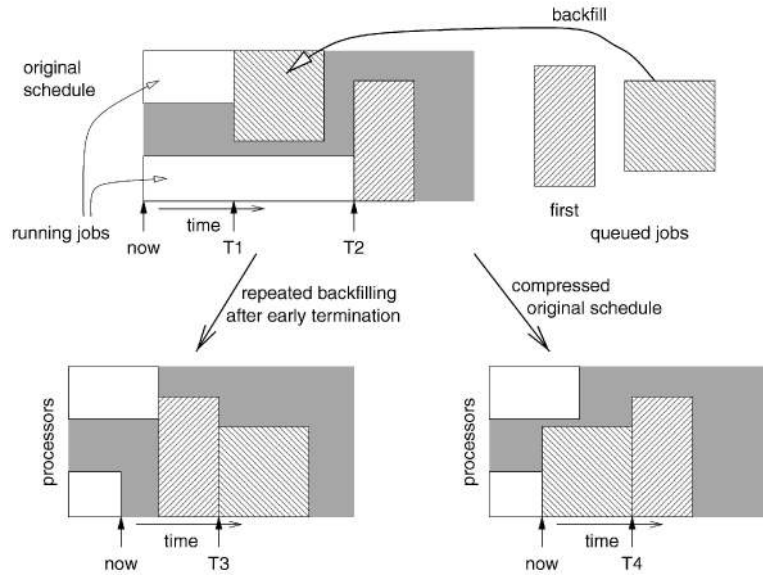 backfill
original
schedule
first
queued jobs
running jobs
time
now
T1
T2
repeated backfilling
after early termination
compressed
original schedule
processors
time
now
T3
processors
time
now
T4